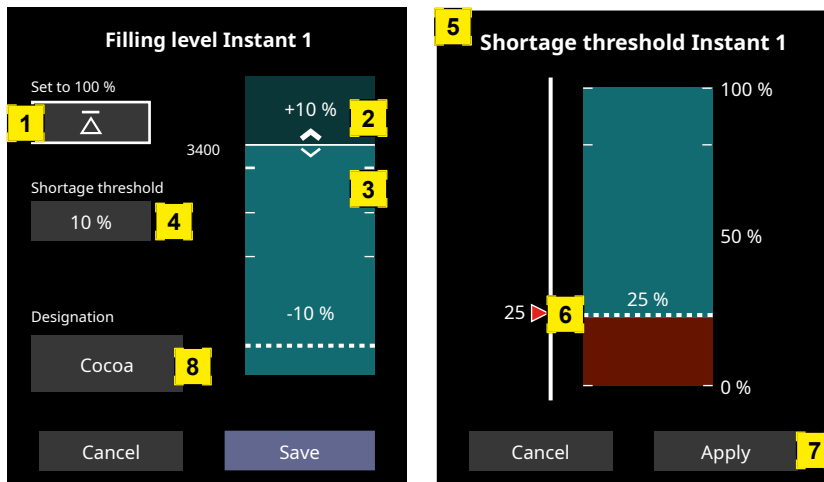 Filling level Instant 1
Set to 100 %
1
+10 %
2
3400
3
Shortage threshold
10 %
4
-10 %
Designation
Cocoa
8
Cancel
Save
5
Shortage threshold Instant 1
100 %
50 %
25
6
25 %
0 %
Cancel
Apply
7